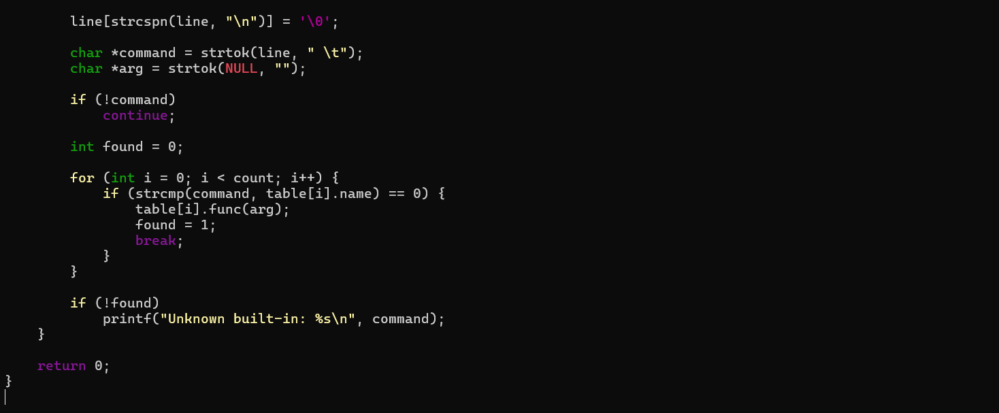 line[strcspn(line, "\n")] = '\0';

        char *command = strtok(line, " \t");
        char *arg = strtok(NULL, "");

        if (!command)
            continue;

        int found = 0;

        for (int i = 0; i < count; i++) {
            if (strcmp(command, table[i].name) == 0) {
                table[i].func(arg);
                found = 1;
                break;
            }
        }

        if (!found)
            printf("Unknown built-in: %s\n", command);
    }

    return 0;
}